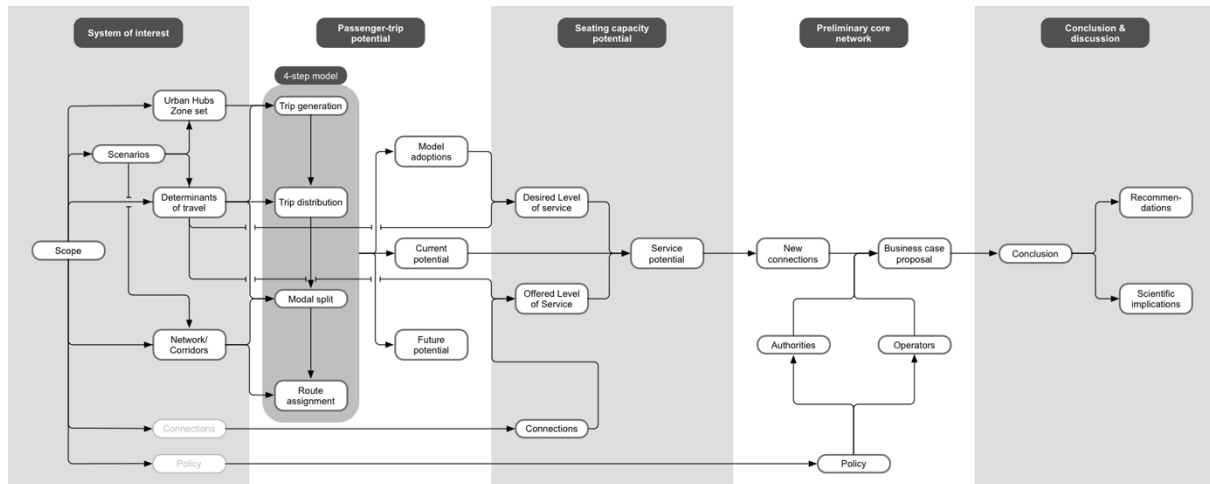 System of interest
Passenger-trip
potential
Seating capacity
potential
Preliminary core
network
Conclusion &
discussion
4-step model
Urban Hubs
Zone set
Trip generation
Scenarios
Model
adoptions
Determinants
of travel
Trip distribution
Desired Level of
service
Recommen-
dations
Scope
Current
potential
Service
potential
New
connections
Business case
proposal
Conclusion
Modal split
Offered Level
of Service
Scientific
implications
Network/
Corridors
Future
potential
Authorities
Operators
Route
assignment
Connections
Connections
Policy
Policy